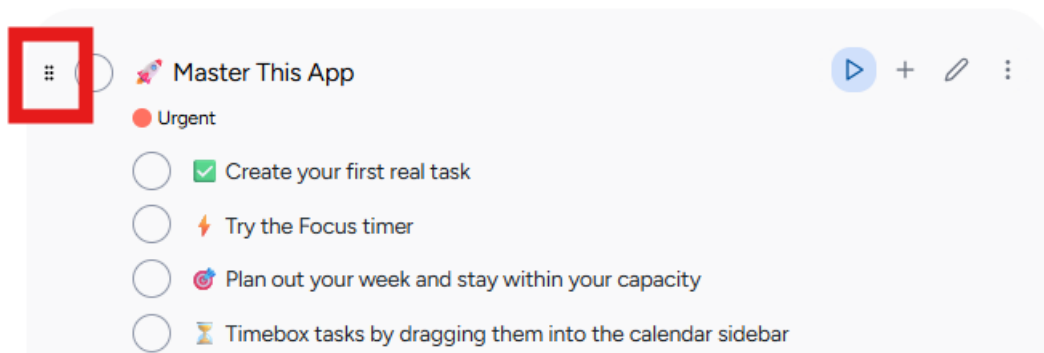 Master This App
Urgent
Create your first real task
Try the Focus timer
Plan out your week and stay within your capacity
Timebox tasks by dragging them into the calendar sidebar